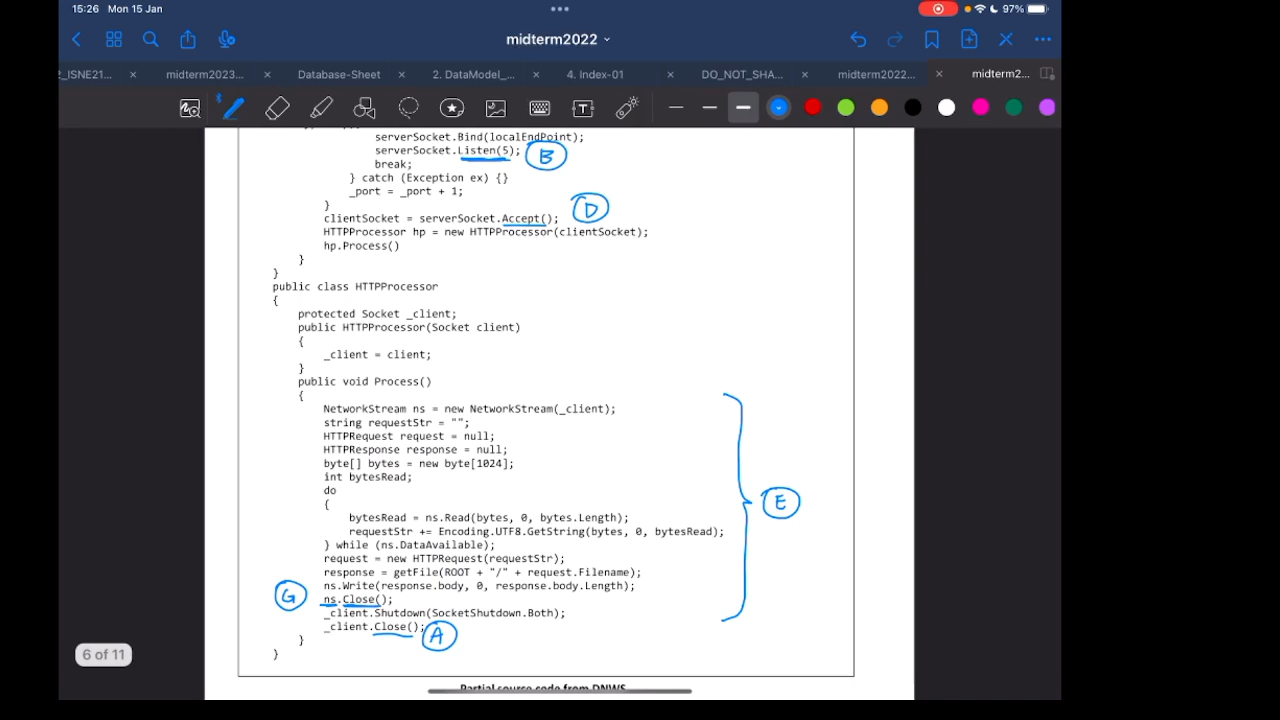 15:26 Mon 15 Jan
97%
midterm2022
2_ISNE21...
midterm2023...
Database-Sheet
2. DataModel_...
4. Index-01
DO_NOT_SHA...
midterm2022...
midterm2...
serverSocket.Bind(localEndPoint);
serverSocket.Listen(5);
B
break;
} catch (Exception ex) {}
_port = _port + 1;
}
clientSocket = serverSocket.Accept();
D
HTTPProcessor hp = new HTTPProcessor(clientSocket);
hp.Process()
}
}
public class HTTPProcessor
{
protected Socket _client;
public HTTPProcessor(Socket client)
{
_client = client;
}
public void Process()
{
NetworkStream ns = new NetworkStream(_client);
string requestStr = "";
HTTPRequest request = null;
HTTPResponse response = null;
byte[] bytes = new byte[1024];
int bytesRead;
do
{
E
bytesRead = ns.Read(bytes, 0, bytes.Length);
requestStr += Encoding.UTF8.GetString(bytes, 0, bytesRead);
} while (ns.DataAvailable);
request = new HTTPRequest(requestStr);
response = getFile(ROOT + "/" + request.Filename);
ns.Write(response.body, 0, response.body.Length);
G
ns.Close();
_client.Shutdown(SocketShutdown.Both);
_client.Close();
A
}
}
6 of 11
Partial source code from DNWS